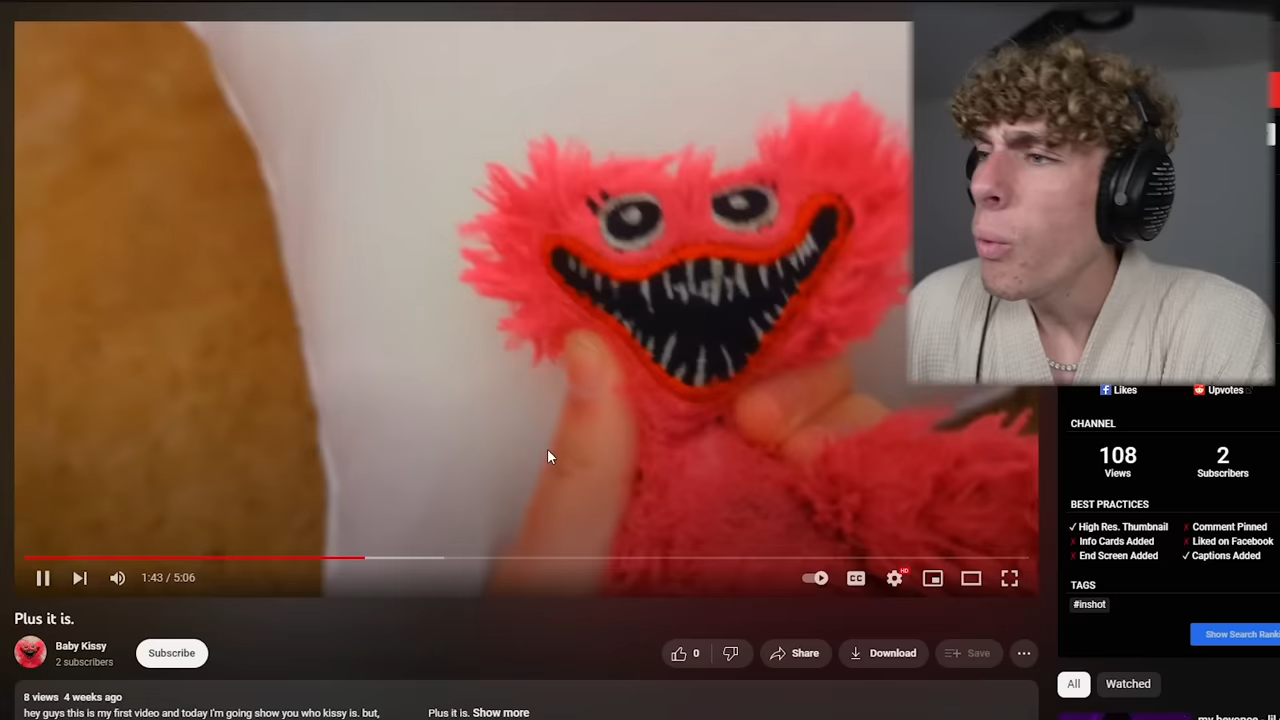 HD
1:43 / 5:06
CC
Plus it is.
Baby Kissy
2 subscribers
Subscribe
0
Share
Download
Save
8 views 4 weeks ago
hey guys this is my first video and today I'm going show you who kissy is. but,
Plus it is. Show more
Likes
Upvotes
CHANNEL
108
Views
2
Subscribers
BEST PRACTICES
✓ High Res. Thumbnail
✗ Comment Pinned
✗ Info Cards Added
✗ Liked on Facebook
✗ End Screen Added
✓ Captions Added
TAGS
#inshot
Show Search
All
Watched